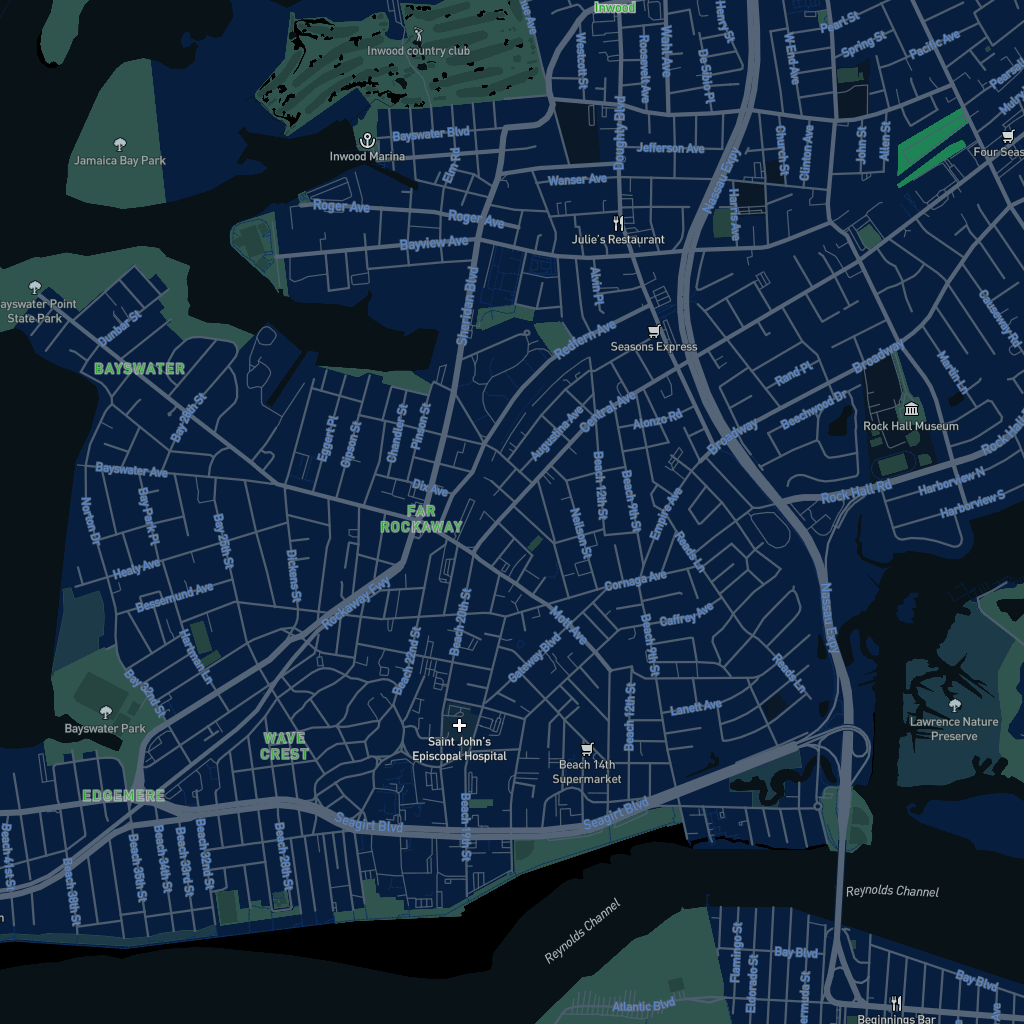 Inwood
Inwood country club
Henry St
Pearl St
Spring St
Pacific Ave
W End Ave
Wahl Ave
Roosevelt Ave
De Sibio Pl
Westcott St
Doughty Blvd
Jamaica Bay Park
Inwood Marina
Bayswater Blvd
Elm Rd
Jefferson Ave
Wanser Ave
Church St
Clinton Ave
John St
Allen St
Nassau Expy
Harris Ave
Roger Ave
Roger Ave
Bayview Ave
Julie's Restaurant
Alvin Pl
Sheridan Blvd
Redfern Ave
Seasons Express
State Park
Dunbar St
BAYSWATER
Causeway Rd
Martin Ln
Broadway
Rand Pl
Beechwood Dr
Rock Hall Museum
Bay 25th St
Eggert Pl
Gipson St
Chandler St
Pinson St
Augustina Ave
Central Ave
Alonzo Rd
Broadway
Bayswater Ave
Dix Ave
FAR
ROCKAWAY
Beach 12th St
Beach 9th St
Empire Ave
Neilson St
Reads Ln
Rock Hall Rd
Harborview N
Harborview S
Norton Dr
Bay Park Pl
Bay 28th St
Dickens St
Healy Ave
Bessemund Ave
Rockaway Fwy
Cornaga Ave
Caffrey Ave
Mott Ave
Nassau Expy
Hartman Ln
Bay 32nd St
Beach 22nd St
Beach 20th St
Gateway Blvd
Beach 9th St
Reads Ln
Beach 12th St
Lanett Ave
Bayswater Park
WAVE
CREST
Saint John's
Episcopal Hospital
Beach 14th
Supermarket
Lawrence Nature
Preserve
EDGEMERE
Seagirt Blvd
Seagirt Blvd
Beach 19th St
Beach 41st St
Beach 38th St
Beach 35th St
Beach 34th St
Beach 33rd St
Beach 32nd St
Beach 28th St
Reynolds Channel
Reynolds Channel
Flamingo St
Eldorado St
Bay Blvd
Bay Blvd
Atlantic Blvd
Beginnings Bar